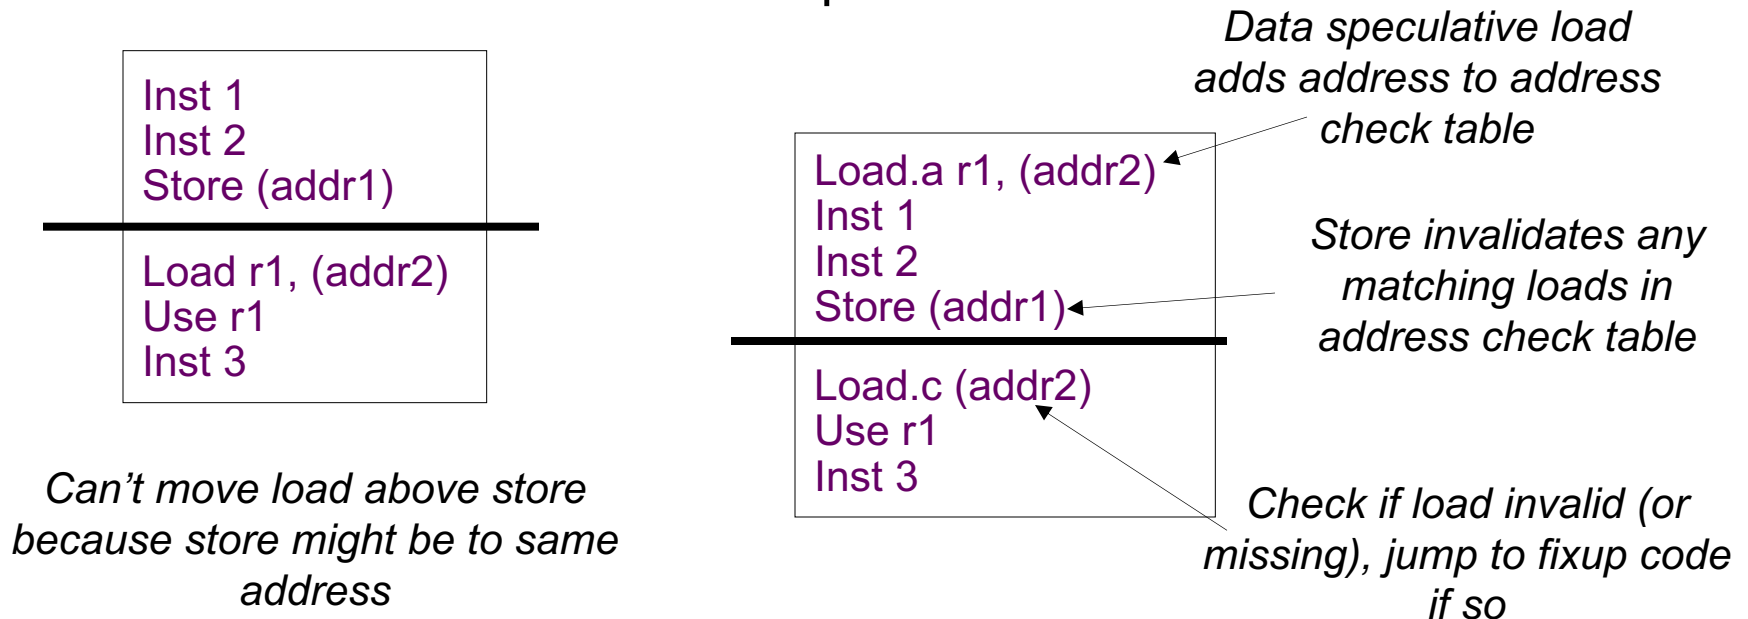 Inst 1
Inst 2
Store (addr1)
Load r1, (addr2)
Use r1
Inst 3
Can’t move load above store
because store might be to same
address
Data speculative load
adds address to address
check table
Load.a r1, (addr2)
Inst 1
Inst 2
Store (addr1)
Store invalidates any
matching loads in
address check table
Load.c (addr2)
Use r1
Inst 3
Check if load invalid (or
missing), jump to fixup code
if so